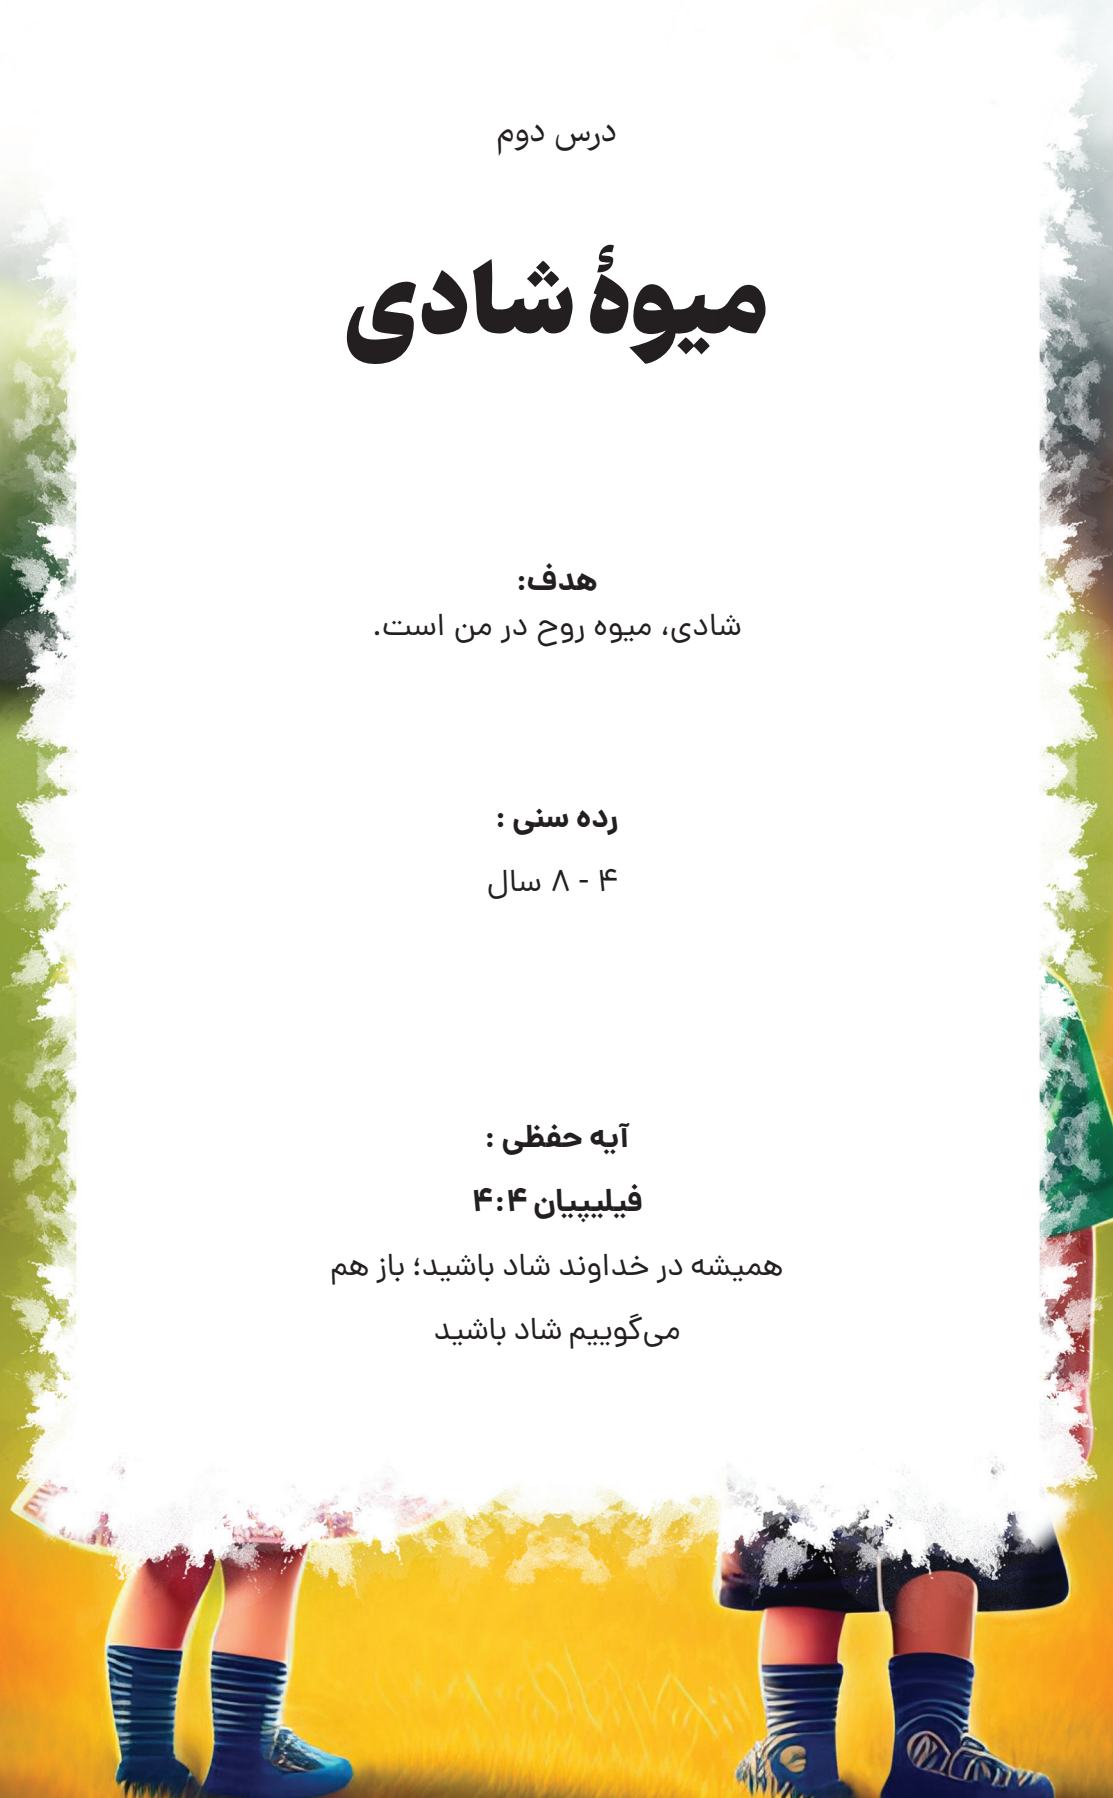 درس دوم
میوهٔ شادی
هدف:
شادی، میوه روح در من است.
رده سنی :
۴ - ۸ سال
آیه حفظی :
فیلیپیان ۴:۴
همیشه در خداوند شاد باشید؛ باز هم
می‌گوییم شاد باشید